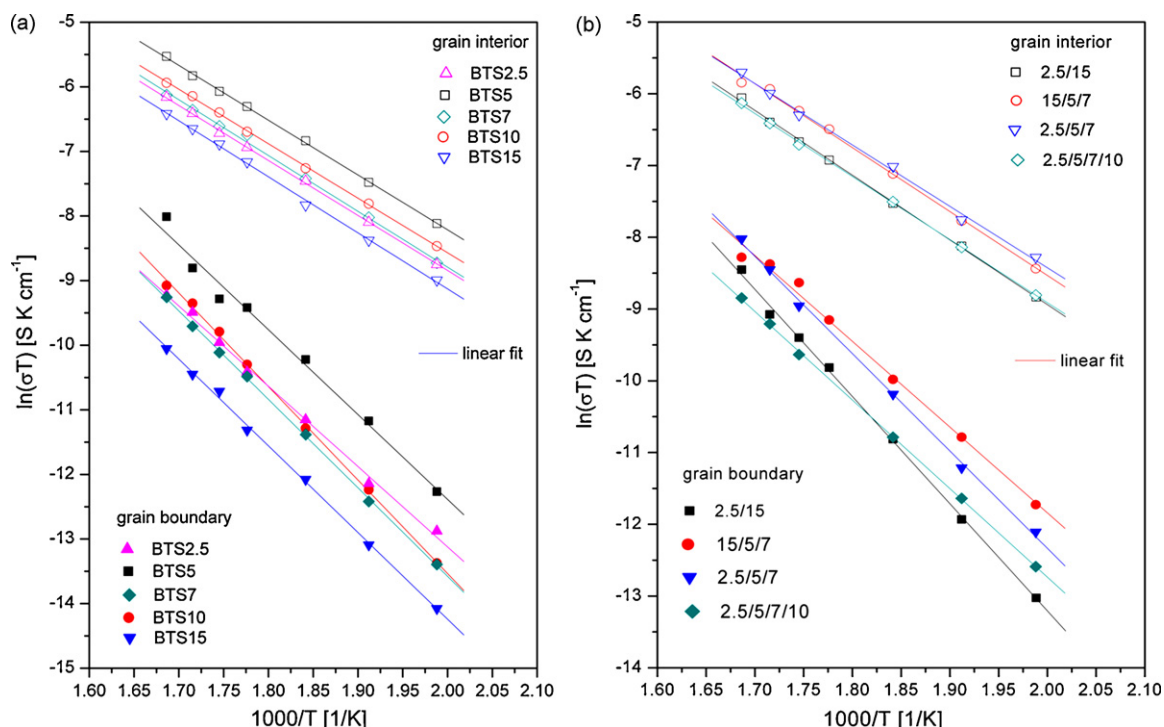 (a)
-5
-6
-7
-8
-9
-10
-11
-12
-13
-14
-15
ln(σT) [S K cm⁻¹]
grain interior
BTS2.5
BTS5
BTS7
BTS10
BTS15
linear fit
grain boundary
BTS2.5
BTS5
BTS7
BTS10
BTS15
1.60 1.65 1.70 1.75 1.80 1.85 1.90 1.95 2.00 2.05 2.10
1000/T [1/K]
(b)
-5
-6
-7
-8
-9
-10
-11
-12
-13
-14
ln(σT) [S K cm⁻¹]
grain interior
2.5/15
15/5/7
2.5/5/7
2.5/5/7/10
linear fit
grain boundary
2.5/15
15/5/7
2.5/5/7
2.5/5/7/10
1.60 1.65 1.70 1.75 1.80 1.85 1.90 1.95 2.00 2.05 2.10
1000/T [1/K]